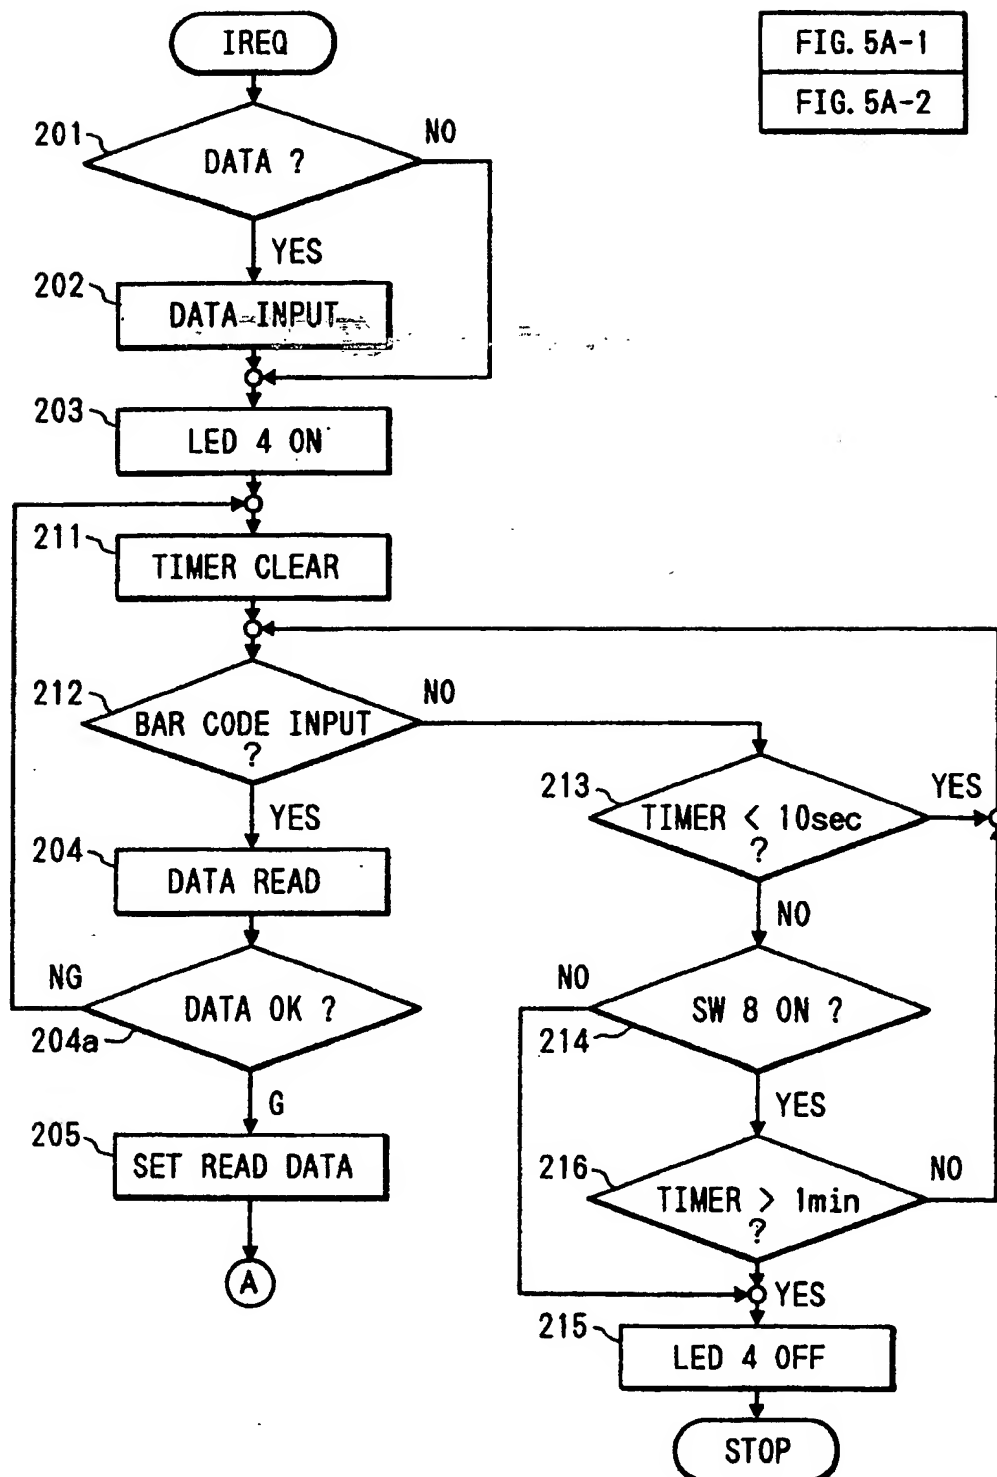 IREQ
FIG. 5A-1
FIG. 5A-2
201
DATA ?
NO
YES
202
DATA INPUT
203
LED 4 ON
211
TIMER CLEAR
212
BAR CODE INPUT
?
NO
YES
213
TIMER < 10sec
?
YES
NO
204
DATA READ
NG
DATA OK ?
204a
G
NO
SW 8 ON ?
214
YES
205
SET READ DATA
216
TIMER > 1min
?
NO
YES
A
215
LED 4 OFF
STOP